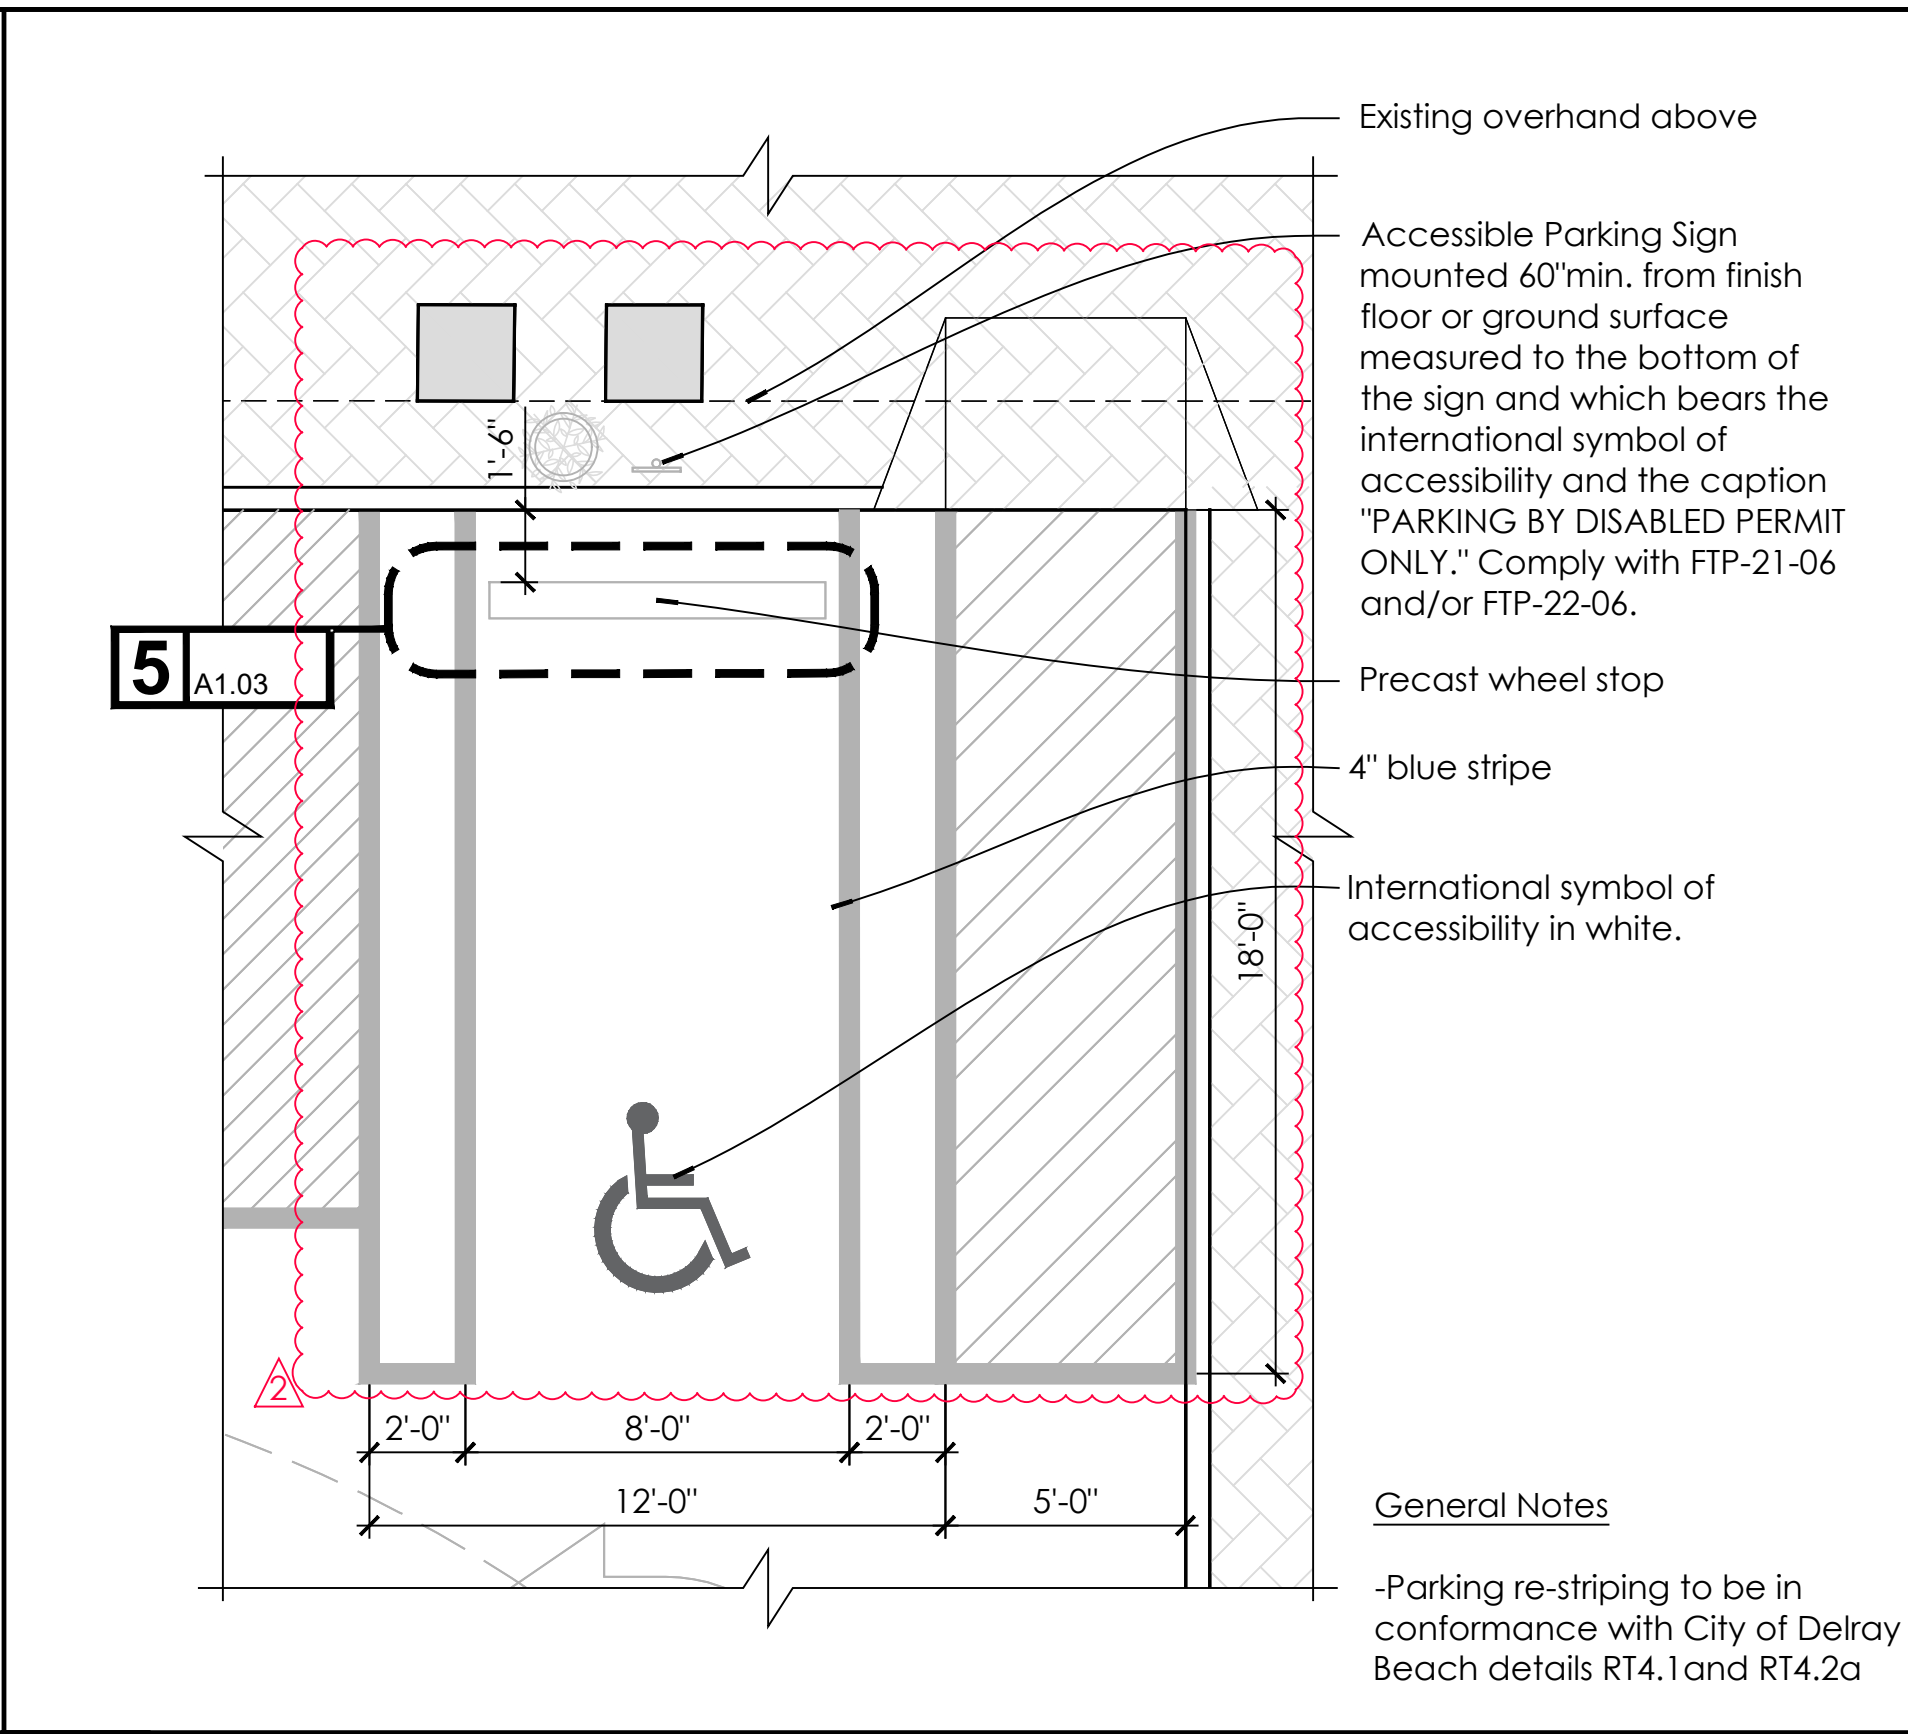 Existing overhand above
Accessible Parking Sign
mounted 60"min. from finish
floor or ground surface
measured to the bottom of
the sign and which bears the
international symbol of
accessibility and the caption
"PARKING BY DISABLED PERMIT
ONLY." Comply with FTP-21-06
and/or FTP-22-06.
1'-6"
5
A1.03
Precast wheel stop
4" blue stripe
International symbol of
accessibility in white.
18'-0"
2
2'-0"
8'-0"
2'-0"
12'-0"
5'-0"
General Notes
-Parking re-striping to be in
conformance with City of Delray
Beach details RT4.1and RT4.2a